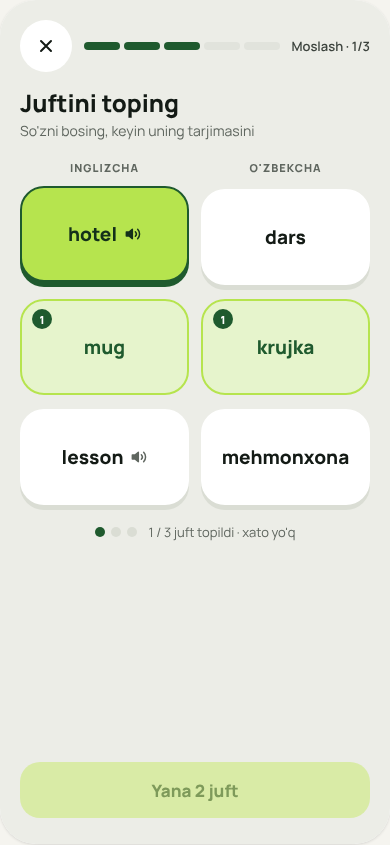 Moslash · 1/3
Juftini toping
So'zni bosing, keyin uning tarjimasini
INGLIZCHA
O'ZBEKCHA
hotel
dars
1
mug
1
krujka
lesson
mehmonxona
1 / 3 juft topildi · xato yo'q
Yana 2 juft